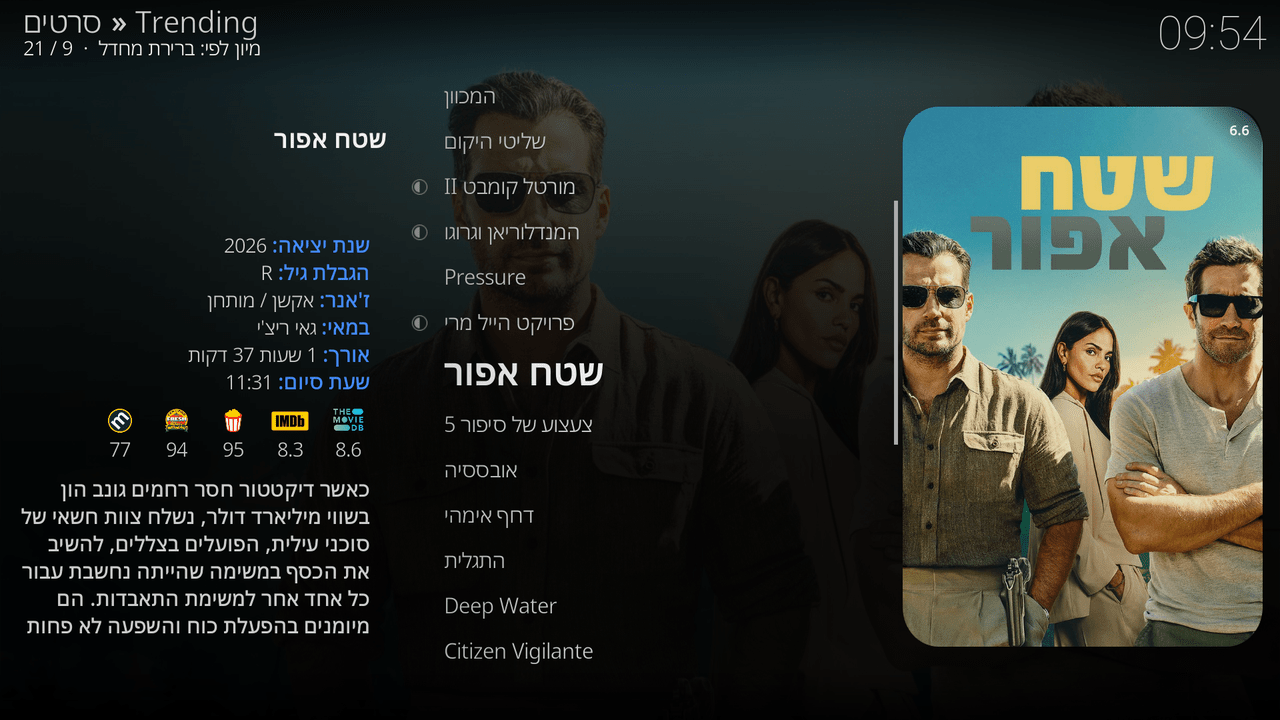 סרטים » Trending
מיון לפי: ברירת מחדל · 9 / 21
09:54
שטח אפור
שנת יציאה: 2026
הגבלת גיל: R
ז'אנר: אקשן / מותחן
במאי: גאי ריצ'י
אורך: 1 שעות 37 דקות
שעת סיום: 11:31
THE MOVIE DB
IMDb
FRESH
8.6
8.3
95
94
77
כאשר דיקטטור חסר רחמים גונב הון
בשווי מיליארד דולר, נשלח צוות חשאי של
סוכני עילית, הפועלים בצללים, להשיב
את הכסף במשימה שהייתה נחשבת עבור
כל אחד אחר למשימת התאבדות. הם
מיומנים בהפעלת כוח והשפעה לא פחות
המכוון
שליטי היקום
מורטל קומבט II
המנדלוריאן וגרוגו
Pressure
פרויקט הייל מרי
שטח אפור
צעצוע של סיפור 5
אובססיה
דחף אימהי
התגלית
Deep Water
Citizen Vigilante
6.6
שטח
אפור